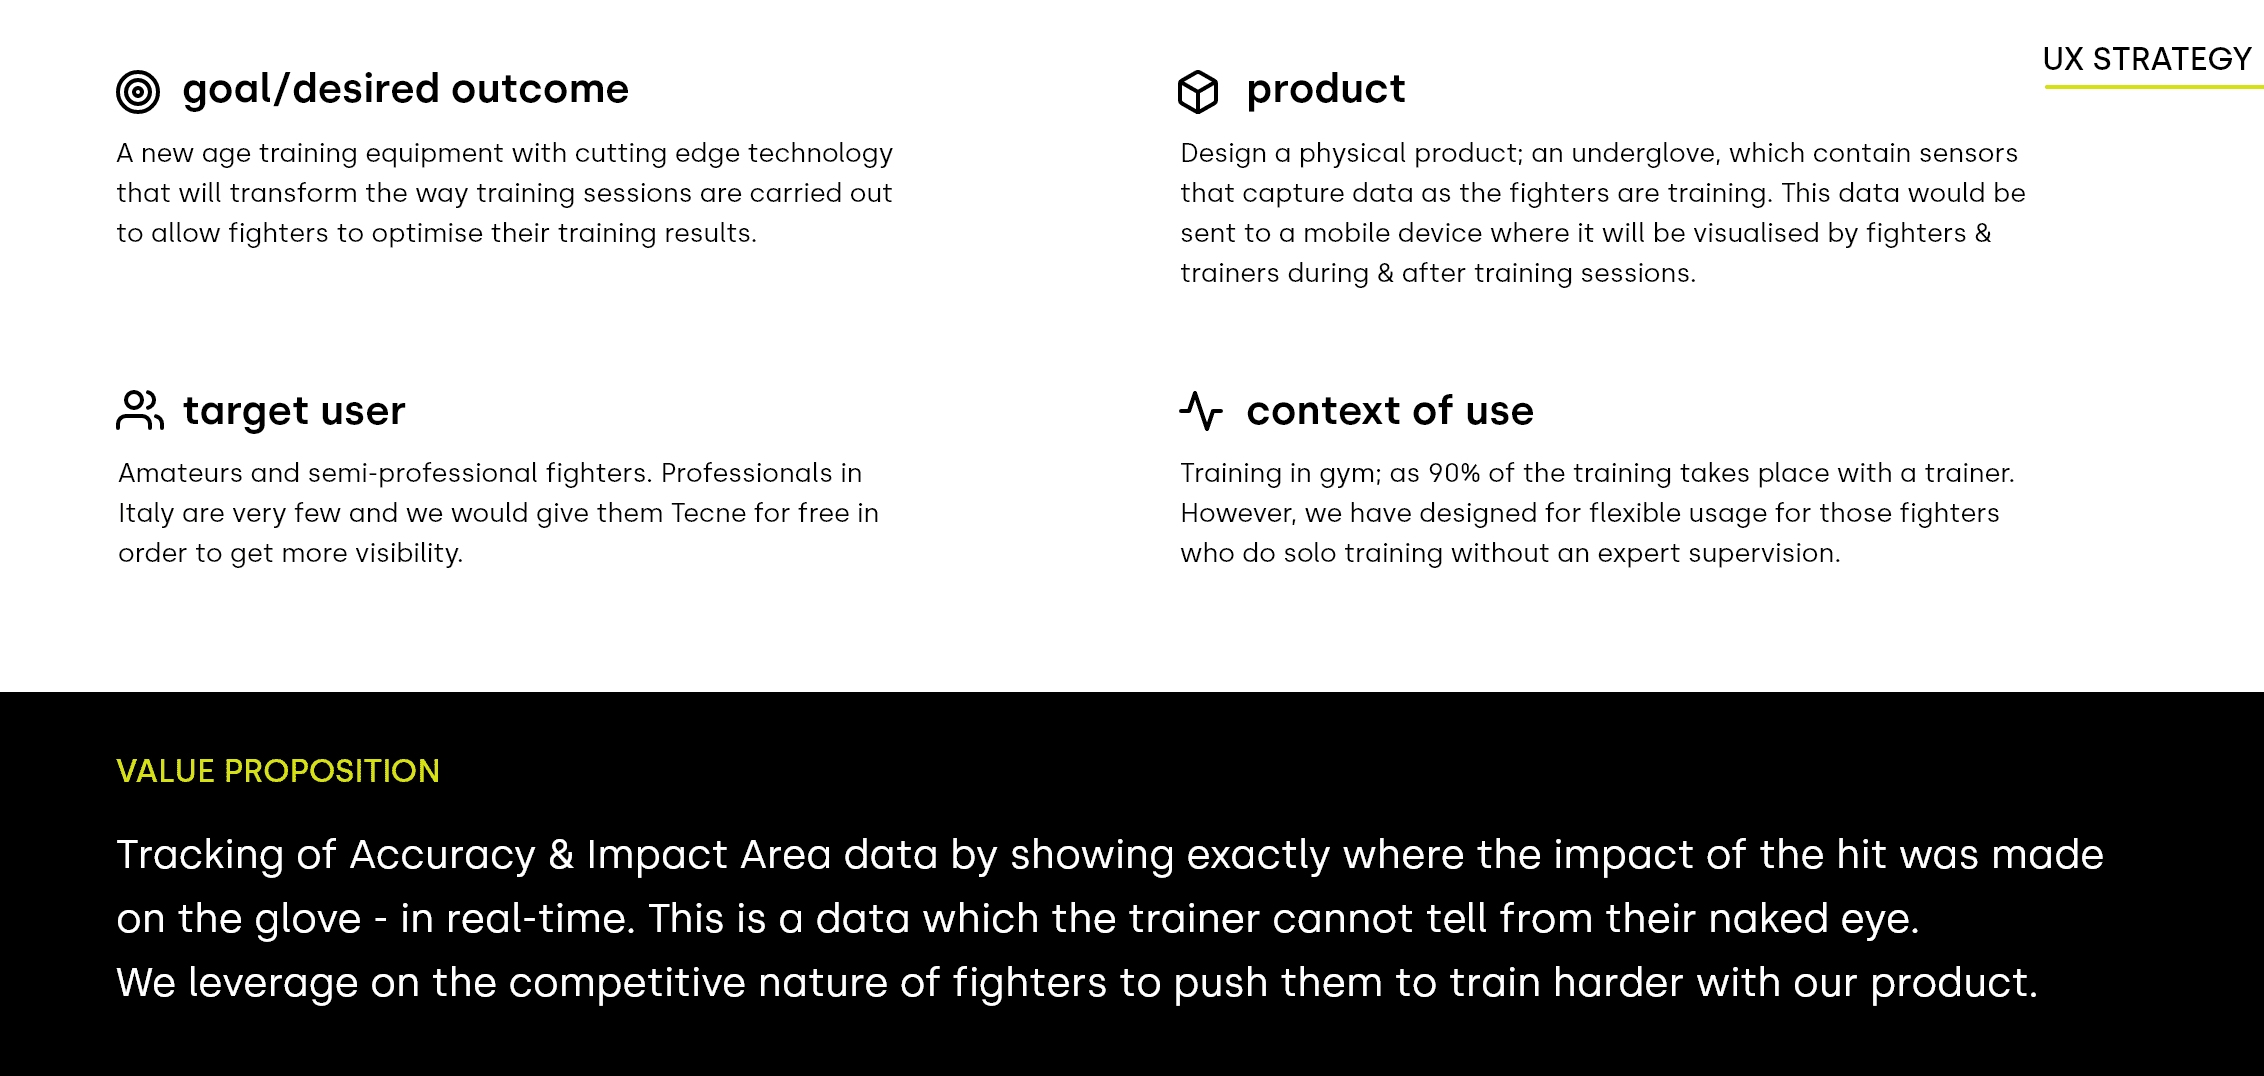 UX STRATEGY
goal/desired outcome
A new age training equipment with cutting edge technology
that will transform the way training sessions are carried out
to allow fighters to optimise their training results.
product
Design a physical product; an underglove, which contain sensors
that capture data as the fighters are training. This data would be
sent to a mobile device where it will be visualised by fighters &
trainers during & after training sessions.
target user
Amateurs and semi-professional fighters. Professionals in
Italy are very few and we would give them Tecne for free in
order to get more visibility.
context of use
Training in gym; as 90% of the training takes place with a trainer.
However, we have designed for flexible usage for those fighters
who do solo training without an expert supervision.
VALUE PROPOSITION
Tracking of Accuracy & Impact Area data by showing exactly where the impact of the hit was made
on the glove - in real-time. This is a data which the trainer cannot tell from their naked eye.
We leverage on the competitive nature of fighters to push them to train harder with our product.